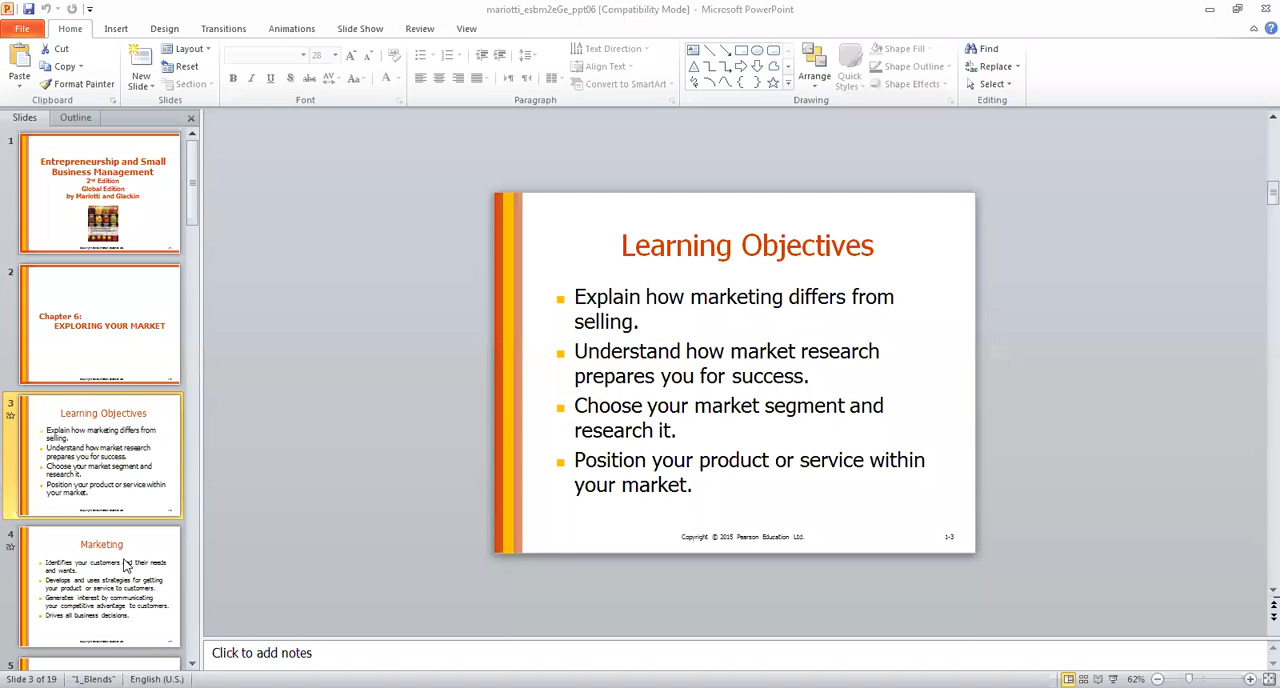 mariotti_esbm2eGe_ppt06 [Compatibility Mode] - Microsoft PowerPoint
File Home Insert Design Transitions Animations Slide Show Review View
Paste
Cut
Copy
Format Painter
Clipboard
New
Slide
Layout
Reset
Section
Slides
28
Font
Paragraph
Text Direction
Align Text
Convert to SmartArt
Arrange
Quick
Styles
Shape Fill
Shape Outline
Shape Effects
Drawing
Find
Replace
Select
Editing
Slides Outline
1
Entrepreneurship and Small
Business Management
2nd Edition
Global Edition
by Mariotti and Glackin
2
Chapter 6:
EXPLORING YOUR MARKET
3
Learning Objectives
Explain how marketing differs from
selling.
Understand how market research
prepares you for success.
Choose your market segment and
research it.
Position your product or service within
your market.
4
Marketing
Identifies your customers and their needs
and wants.
Develops and uses strategies for getting
your product or service to customers.
Generates interest by communicating
your competitive advantage to customers.
Drives all business decisions.
5
Learning Objectives
Explain how marketing differs from
selling.
Understand how market research
prepares you for success.
Choose your market segment and
research it.
Position your product or service within
your market.
Copyright © 2015 Pearson Education Ltd.
1-3
Click to add notes
Slide 3 of 19 "1_Blends" English (U.S.) 62%